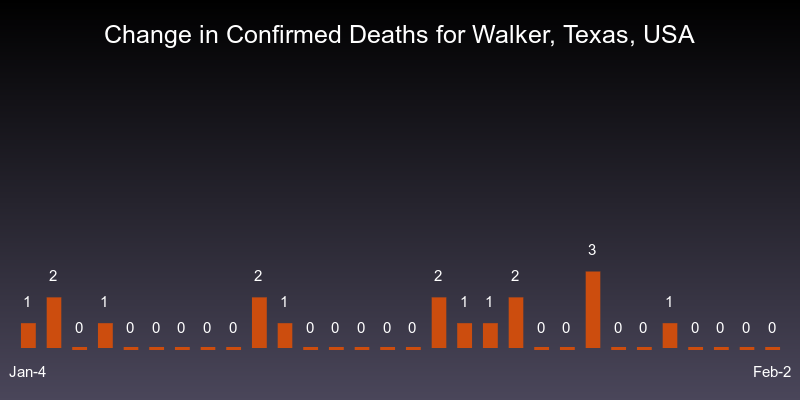 Change in Confirmed Deaths for Walker, Texas, USA
3
2 2 2 2
1 1 1 1 1 1
0 0 0 0 0 0 0 0 0 0 0 0 0 0 0 0 0 0 0
Jan-4 Feb-2